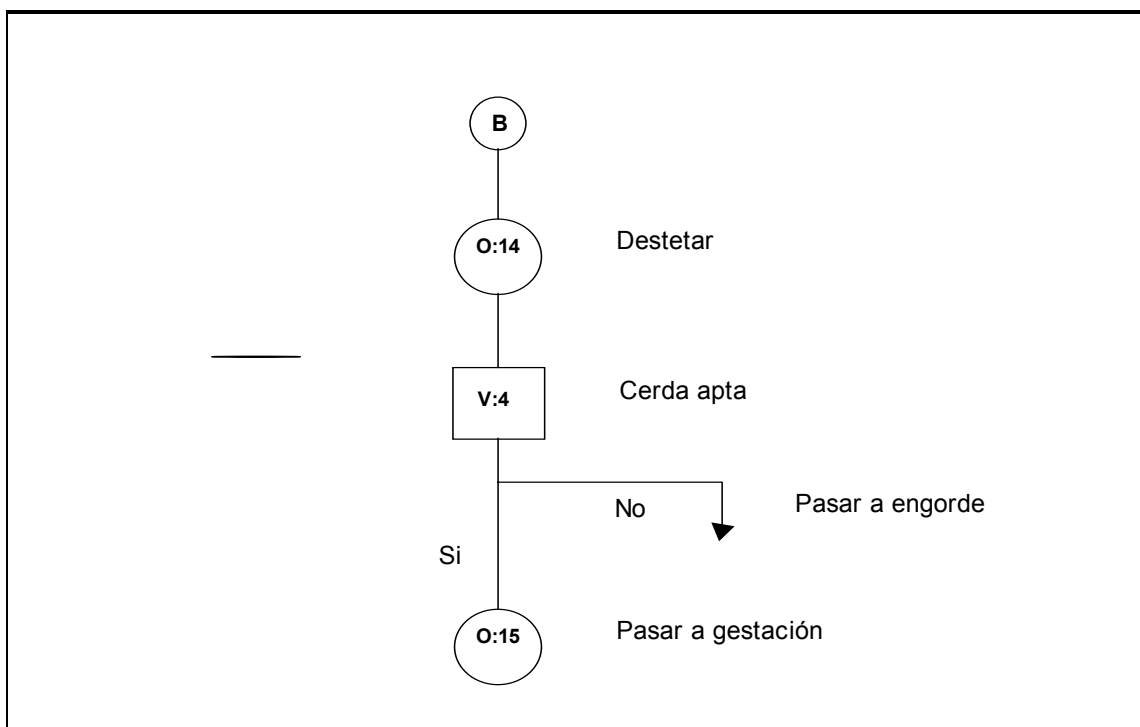 B
O:14 Destetar
V:4 Cerda apta
No Pasar a engorde
Si
O:15 Pasar a gestación